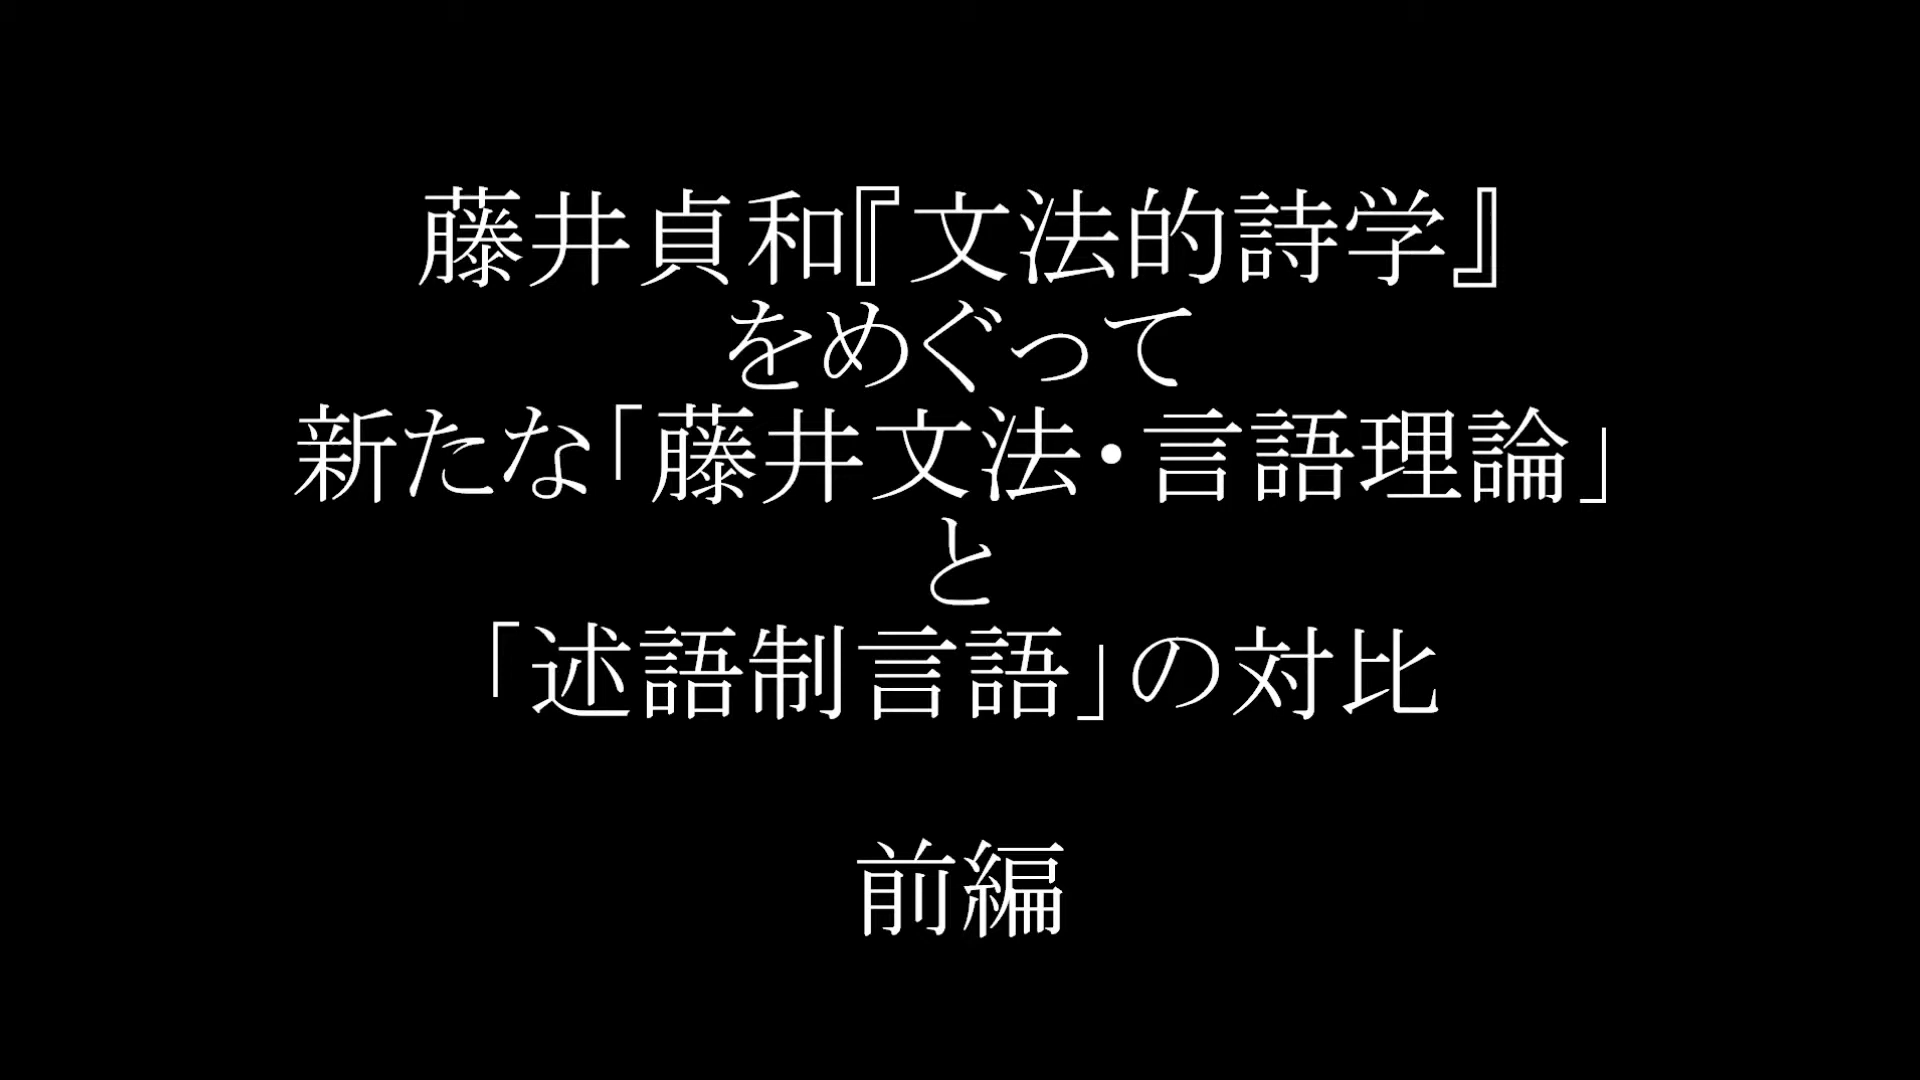 藤井貞和『文法的詩学』
をめぐって
新たな「藤井文法・言語理論」
と
「述語制言語」の対比
前編